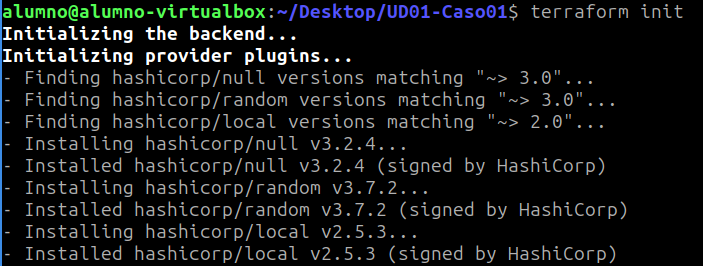 alumno@alumno-virtualbox:~/Desktop/UD01-Caso01$ terraform init
Initializing the backend...
Initializing provider plugins...
- Finding hashicorp/null versions matching "~> 3.0"...
- Finding hashicorp/random versions matching "~> 3.0"...
- Finding hashicorp/local versions matching "~> 2.0"...
- Installing hashicorp/null v3.2.4...
- Installed hashicorp/null v3.2.4 (signed by HashiCorp)
- Installing hashicorp/random v3.7.2...
- Installed hashicorp/random v3.7.2 (signed by HashiCorp)
- Installing hashicorp/local v2.5.3...
- Installed hashicorp/local v2.5.3 (signed by HashiCorp)